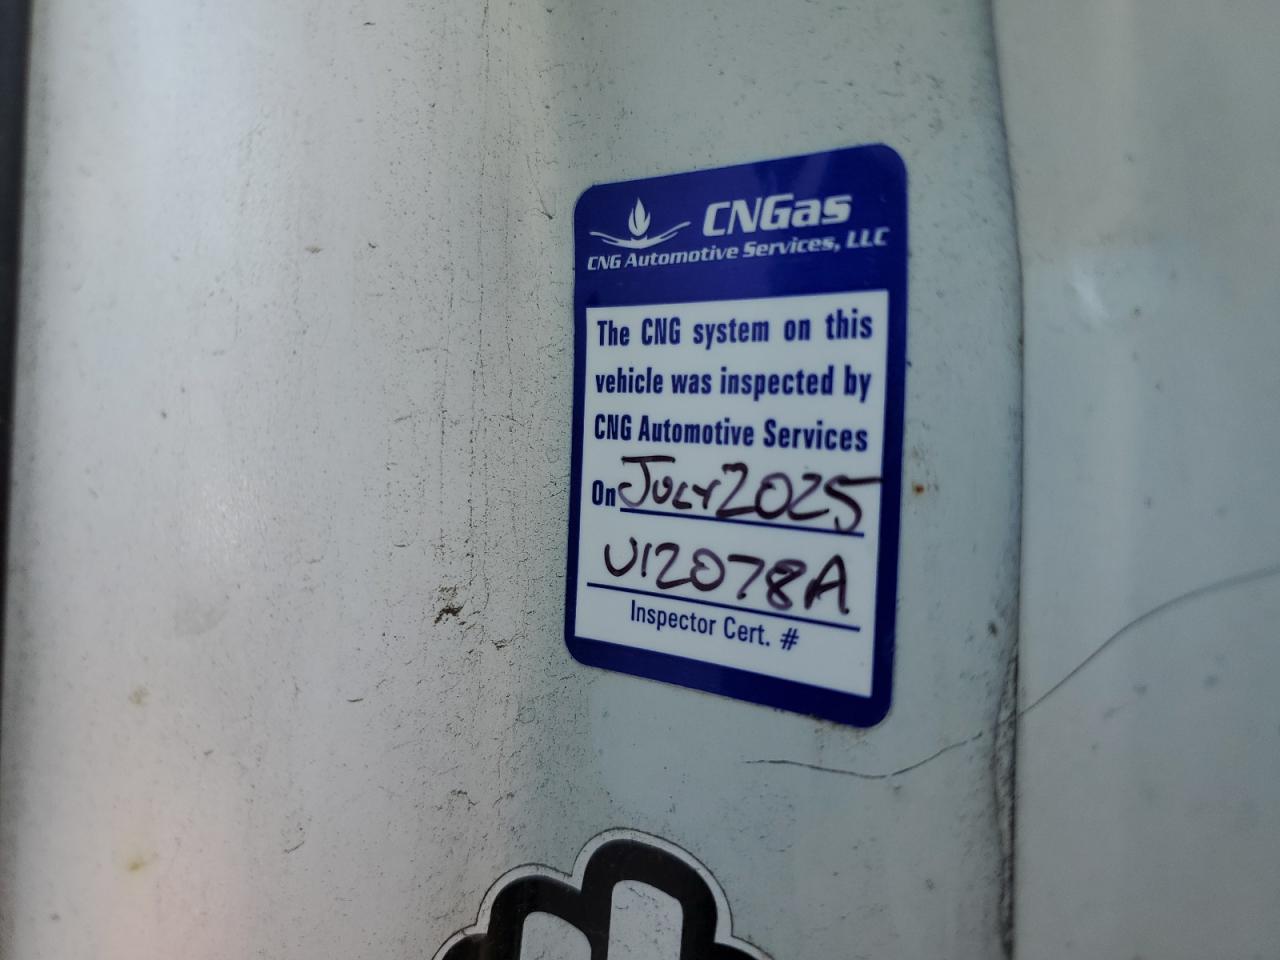 CNGas
CNG Automotive Services, LLC
The CNG system on this
vehicle was inspected by
CNG Automotive Services
On July 2025
U12078A
Inspector Cert. #